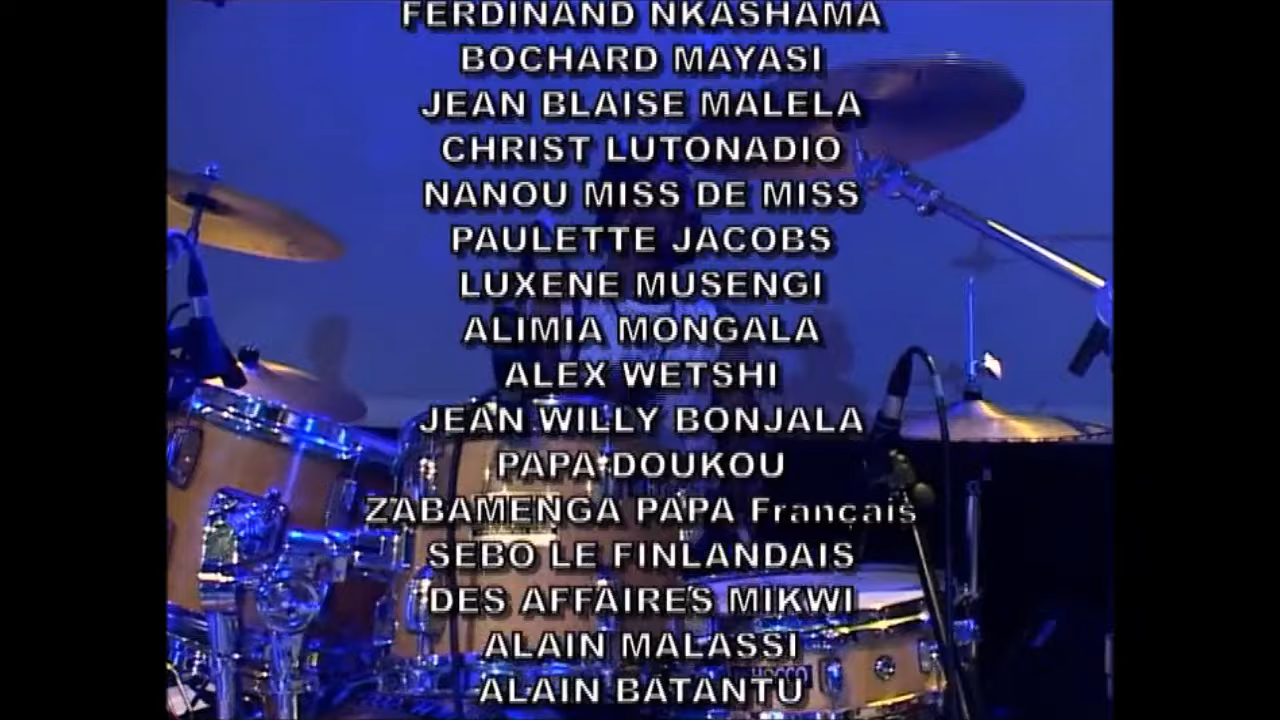 FERDINAND NKASHAMA
BOCHARD MAYASI
JEAN BLAISE MALELA
CHRIST LUTONADIO
NANOU MISS DE MISS
PAULETTE JACOBS
LUXENE MUSENGI
ALIMIA MONGALA
ALEX WETSHI
JEAN WILLY BONJALA
PAPA DOUKOU
ZABAMENGA PAPA Français
SEBO LE FINLANDAIS
DES AFFAIRES MIKWI
ALAIN MALASSI
ALAIN BATANTU